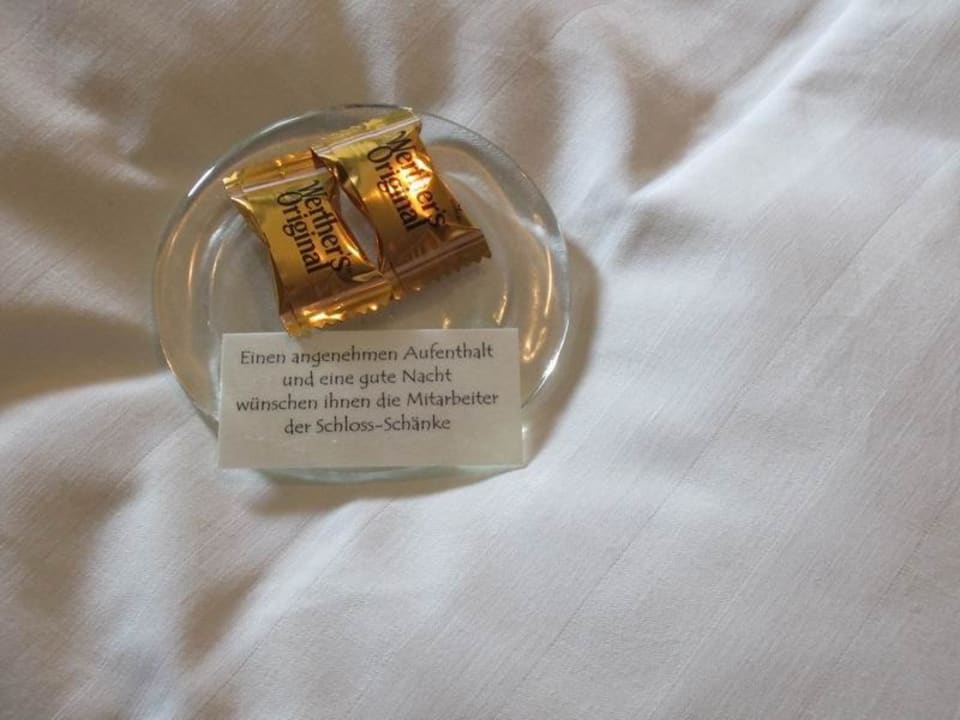 Werther's
Original
Werther's
Original
Einen angenehmen Aufenthalt
und eine gute Nacht
wünschen ihnen die Mitarbeiter
der Schloss-Schänke